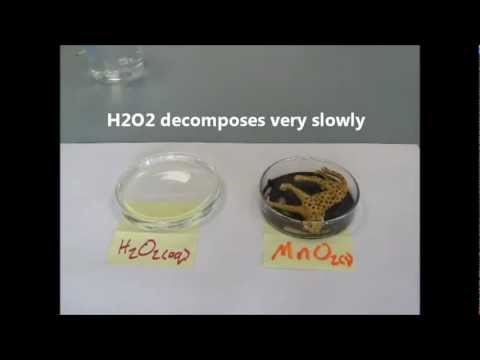 H2O2 decomposes very slowly
H₂O₂(aq)
MnO₂(s)